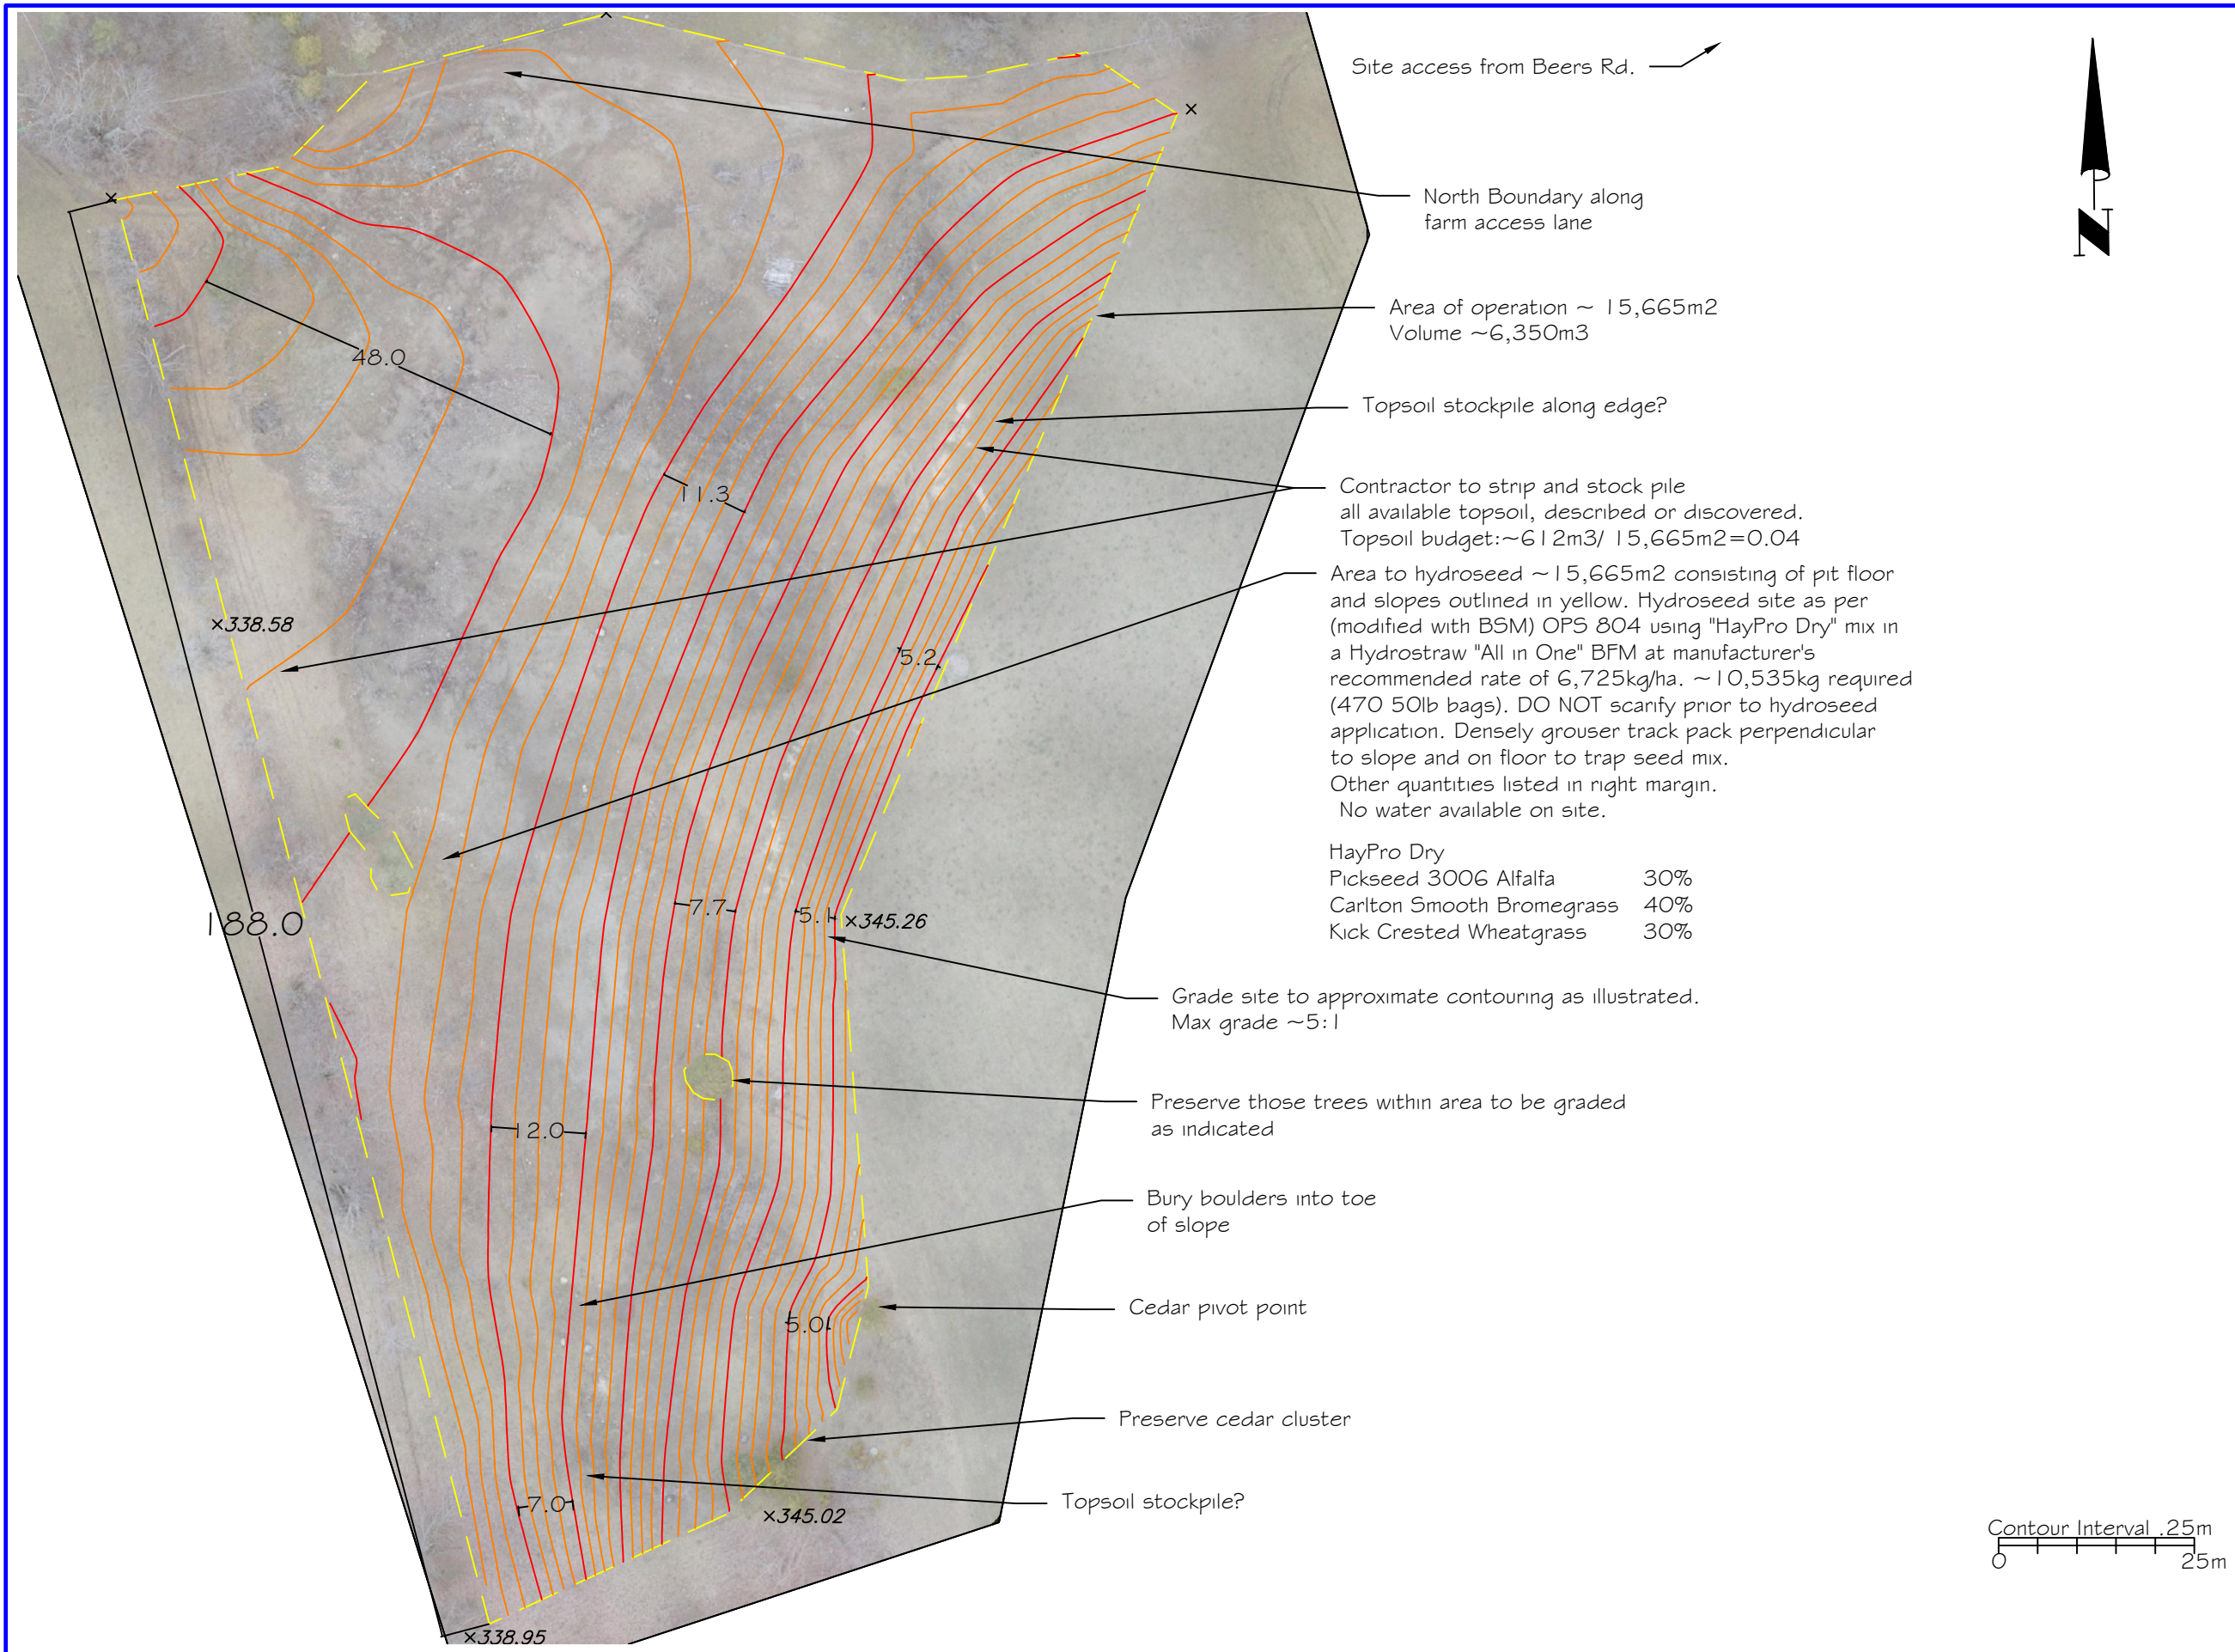 Site access from Beers Rd.
N
North Boundary along
farm access lane
Area of operation ~ 15,665m2
Volume ~6,350m3
48.0
Topsoil stockpile along edge?
11.3
Contractor to strip and stock pile
all available topsoil, described or discovered.
Topsoil budget:~612m3/ 15,665m2=0.04
Area to hydroseed ~15,665m2 consisting of pit floor
and slopes outlined in yellow. Hydroseed site as per
(modified with BSM) OPS 804 using "HayPro Dry" mix in
a Hydrostraw "All in One" BFM at manufacturer's
recommended rate of 6,725kg/ha. ~10,535kg required
(470 50lb bags). DO NOT scarify prior to hydroseed
application. Densely grouser track pack perpendicular
to slope and on floor to trap seed mix.
Other quantities listed in right margin.
No water available on site.
×338.58
5.2
HayPro Dry
Pickseed 3006 Alfalfa 30%
Carlton Smooth Bromegrass 40%
Kick Crested Wheatgrass 30%
188.0
7.7
5.1
×345.26
Grade site to approximate contouring as illustrated.
Max grade ~5:1
Preserve those trees within area to be graded
as indicated
12.0
Bury boulders into toe
of slope
Cedar pivot point
5.0
Preserve cedar cluster
7.0
Topsoil stockpile?
×345.02
×338.95
Contour Interval .25m
0 25m